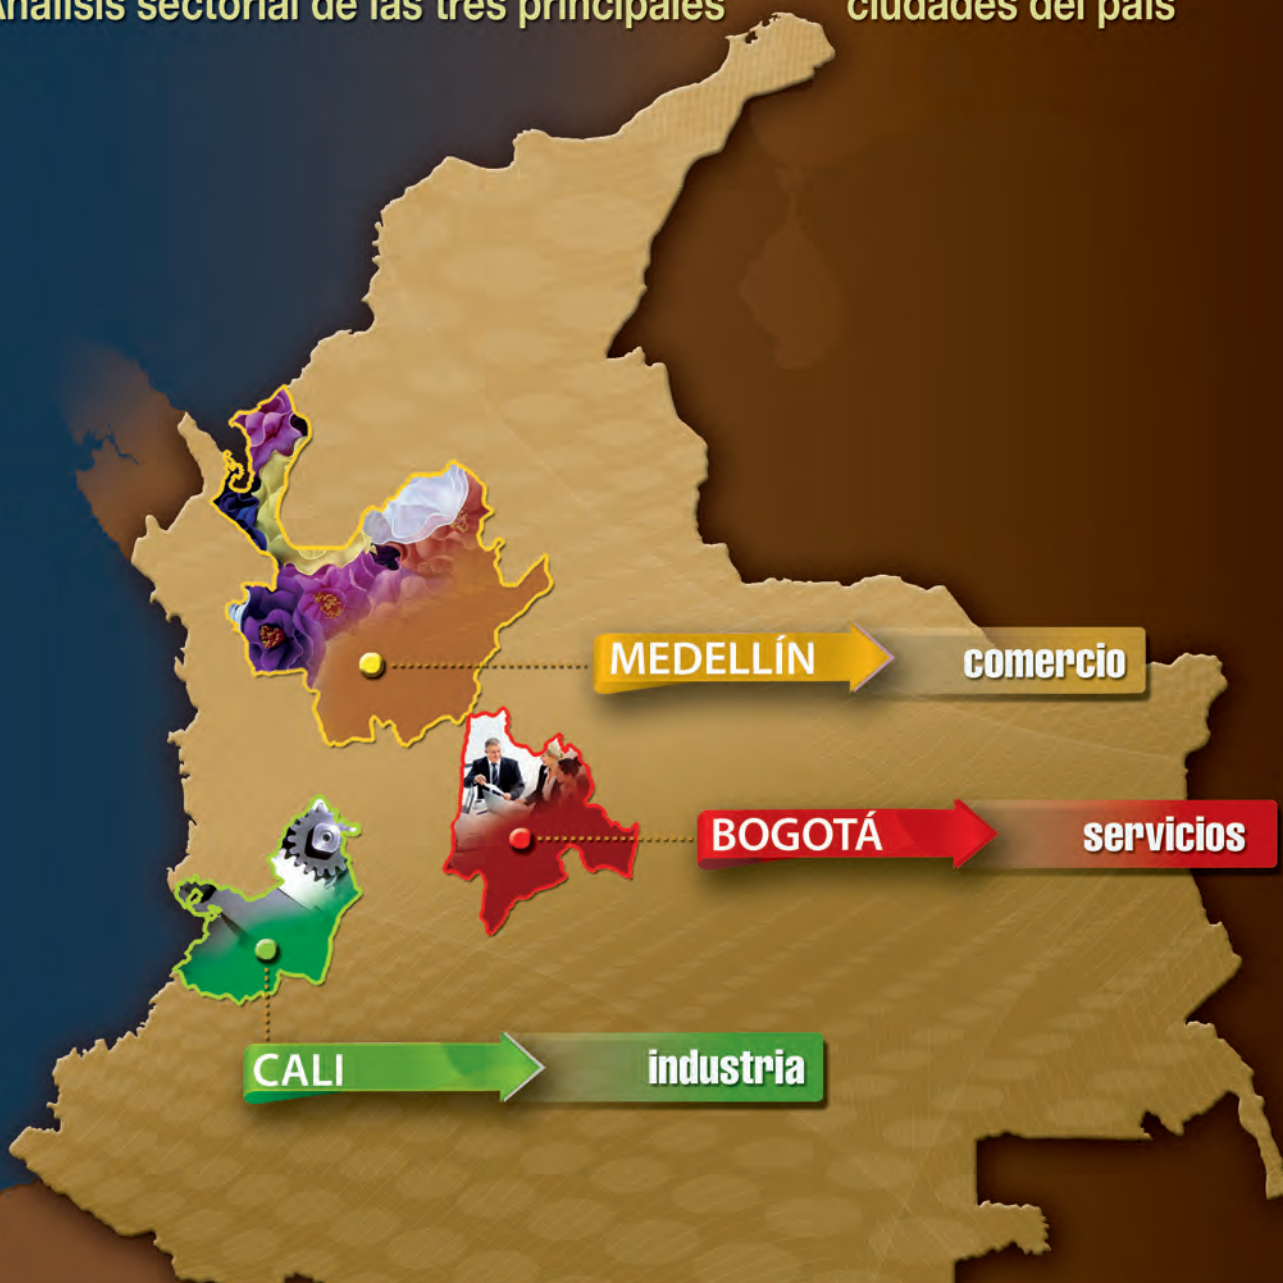 Análisis sectorial de las tres principales ciudades del país
MEDELLÍN comercio
BOGOTÁ servicios
CALI industria